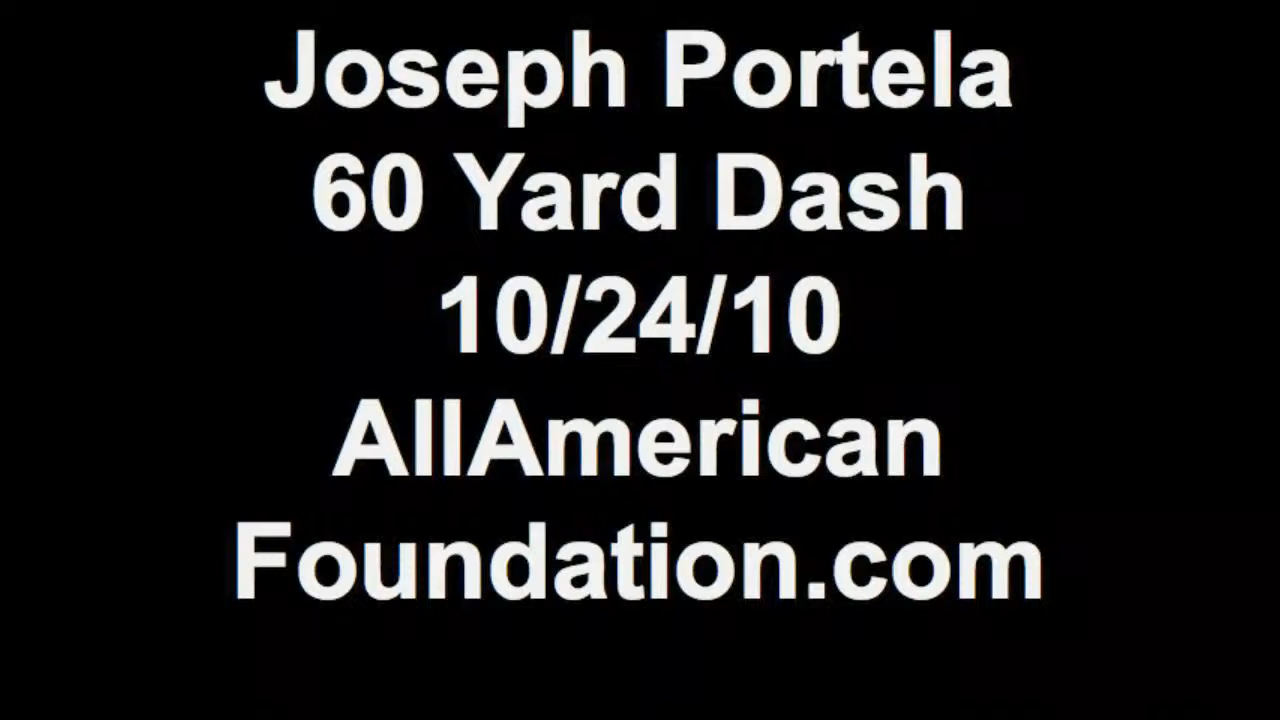 Joseph Portela
60 Yard Dash
10/24/10
AllAmerican
Foundation.com